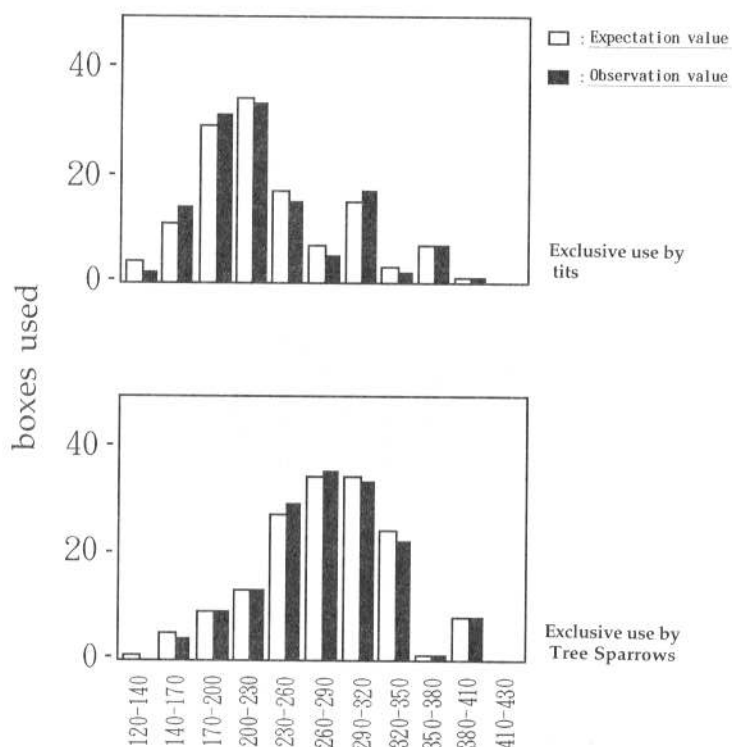 : Expectation value
: Observation value
40 -
20 -
0 -
Exclusive use by
tits
boxes used
40 -
20 -
0 -
Exclusive use by
Tree Sparrows
120-140
140-170
170-200
200-230
230-260
260-290
290-320
320-350
350-380
380-410
410-430